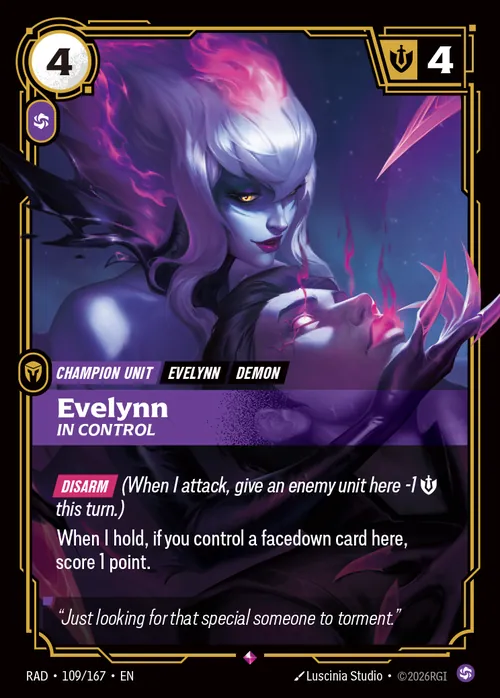 4
4
CHAMPION UNIT EVELYNN DEMON
Evelynn
IN CONTROL
DISARM (When I attack, give an enemy unit here -1
this turn.)
When I hold, if you control a facedown card here,
score 1 point.
“Just looking for that special someone to torment.”
RAD • 109/167 • EN
Luscinia Studio • ©2026RGI